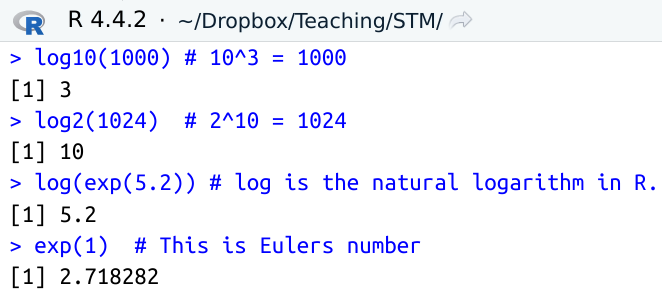 R R 4.4.2 · ~/Dropbox/Teaching/STM/
> log10(1000) # 10^3 = 1000
[1] 3
> log2(1024)  # 2^10 = 1024
[1] 10
> log(exp(5.2)) # log is the natural logarithm in R.
[1] 5.2
> exp(1)  # This is Eulers number
[1] 2.718282